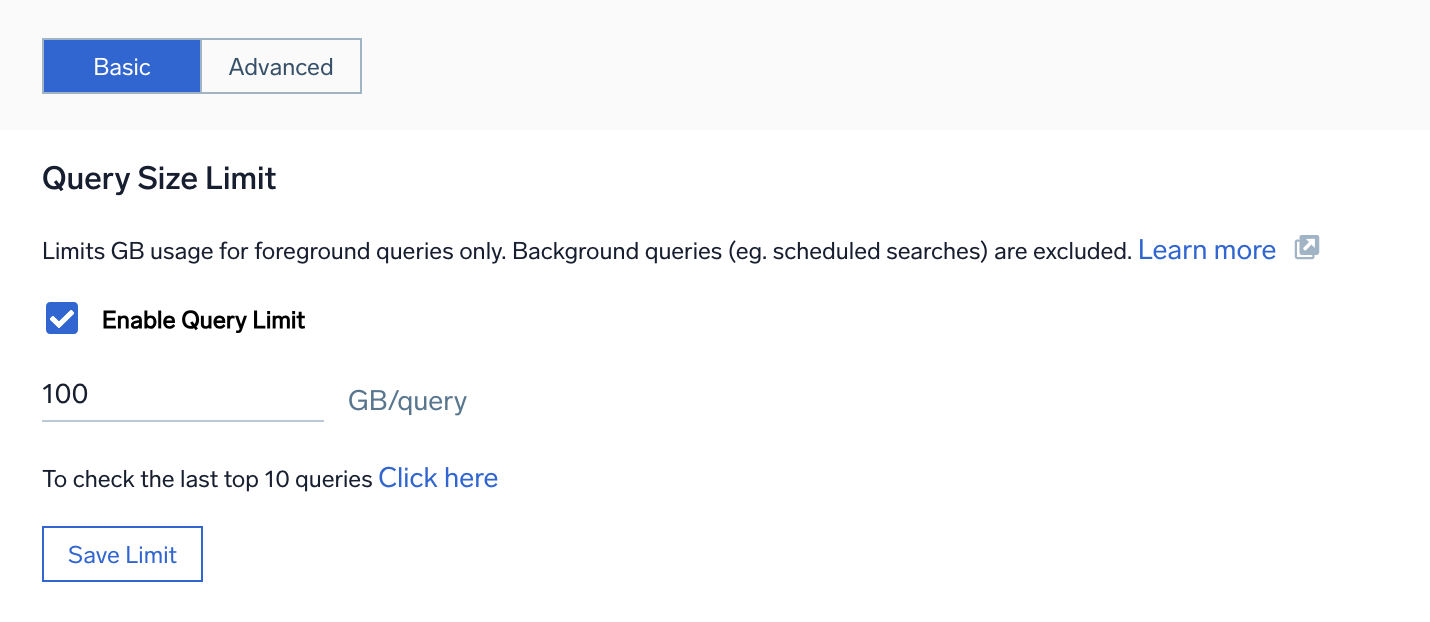 Basic Advanced
Query Size Limit
Limits GB usage for foreground queries only. Background queries (eg. scheduled searches) are excluded. Learn more
Enable Query Limit
100 GB/query
To check the last top 10 queries Click here
Save Limit